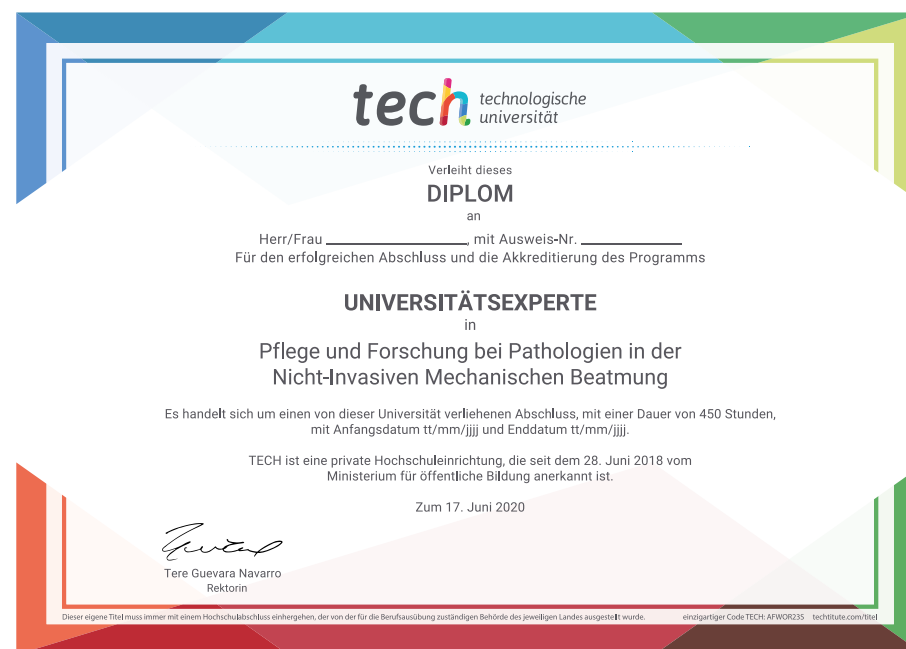 tech technologische
universität
Verleiht dieses
DIPLOM
an
Herr/Frau ____________, mit Ausweis-Nr. ____________
Für den erfolgreichen Abschluss und die Akkreditierung des Programms
UNIVERSITÄTSEXPERTE
in
Pflege und Forschung bei Pathologien in der
Nicht-Invasiven Mechanischen Beatmung
Es handelt sich um einen von dieser Universität verliehenen Abschluss, mit einer Dauer von 450 Stunden,
mit Anfangsdatum tt/mm/jjjj und Enddatum tt/mm/jjjj.
TECH ist eine private Hochschuleinrichtung, die seit dem 28. Juni 2018 vom
Ministerium für öffentliche Bildung anerkannt ist.
Zum 17. Juni 2020
Tere Guevara Navarro
Rektorin
Dieser eigene Titel muss immer mit einem Hochschulabschluss einhergehen, der von der für die Berufsausübung zuständigen Behörde des jeweiligen Landes ausgestellt wurde. einzigartiger Code TECH: AFWOR235 techtitute.com/titel